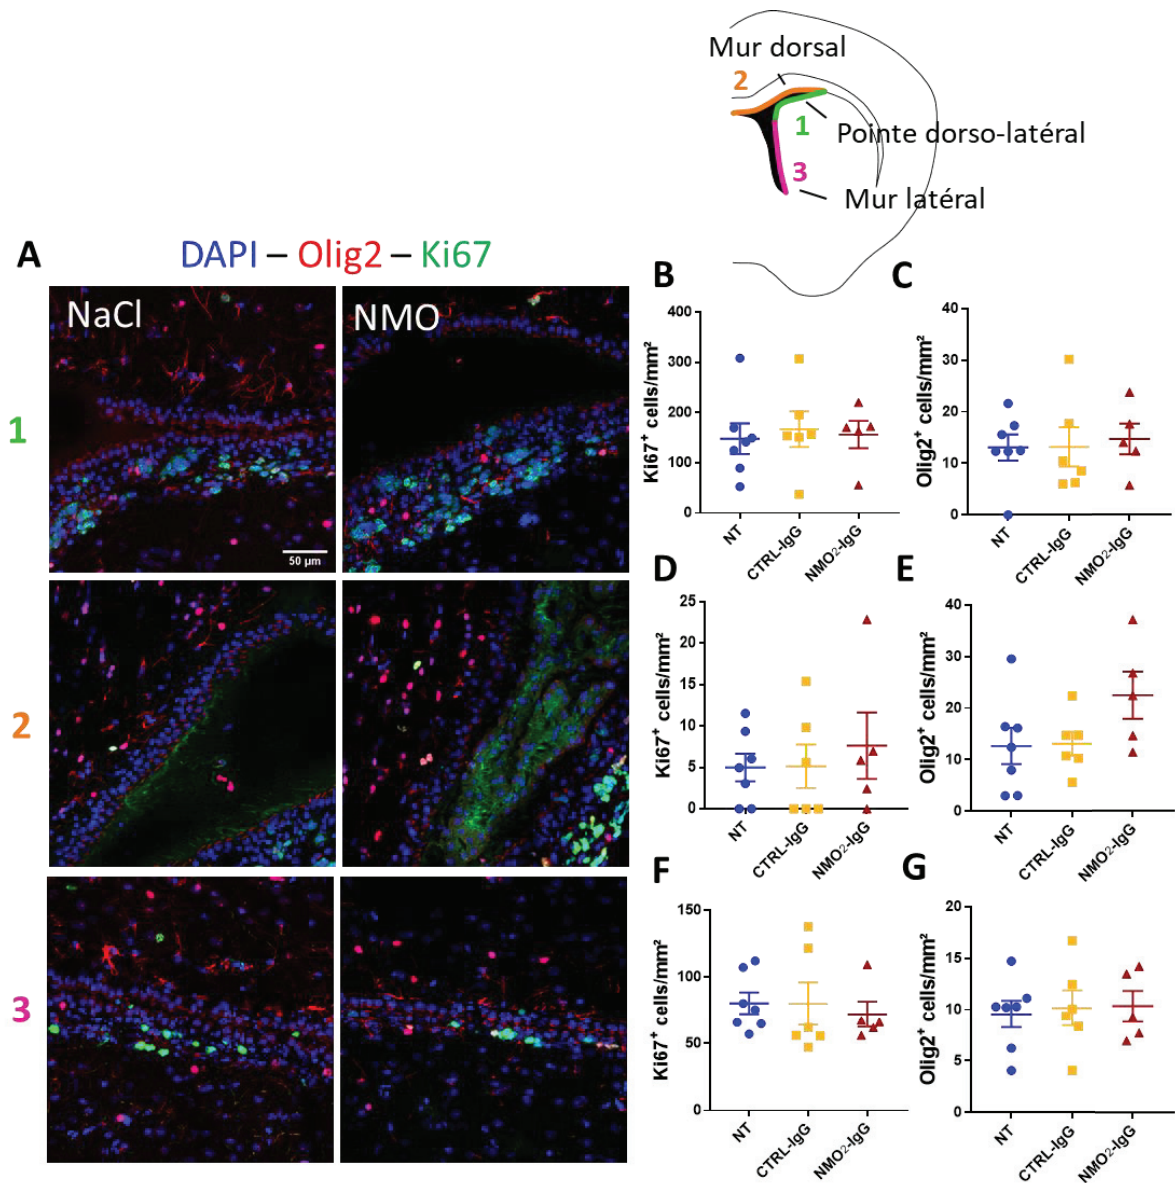 Mur dorsal
2
1
Pointe dorso-latéral
3
Mur latéral
A
DAPI – Olig2 – Ki67
NaCl
NMO
1
50 µm
2
3
B
Ki67⁺ cells/mm²
400
300
200
100
0
NT
CTRL-IgG
NMO²-IgG
C
Olig2⁺ cells/mm²
40
30
20
10
0
NT
CTRL-IgG
NMO²-IgG
D
Ki67⁺ cells/mm²
25
20
15
10
5
0
NT
CTRL-IgG
NMO²-IgG
E
Olig2⁺ cells/mm²
40
30
20
10
0
NT
CTRL-IgG
NMO²-IgG
F
Ki67⁺ cells/mm²
150
100
50
0
NT
CTRL-IgG
NMO²-IgG
G
Olig2⁺ cells/mm²
20
15
10
5
0
NT
CTRL-IgG
NMO²-IgG